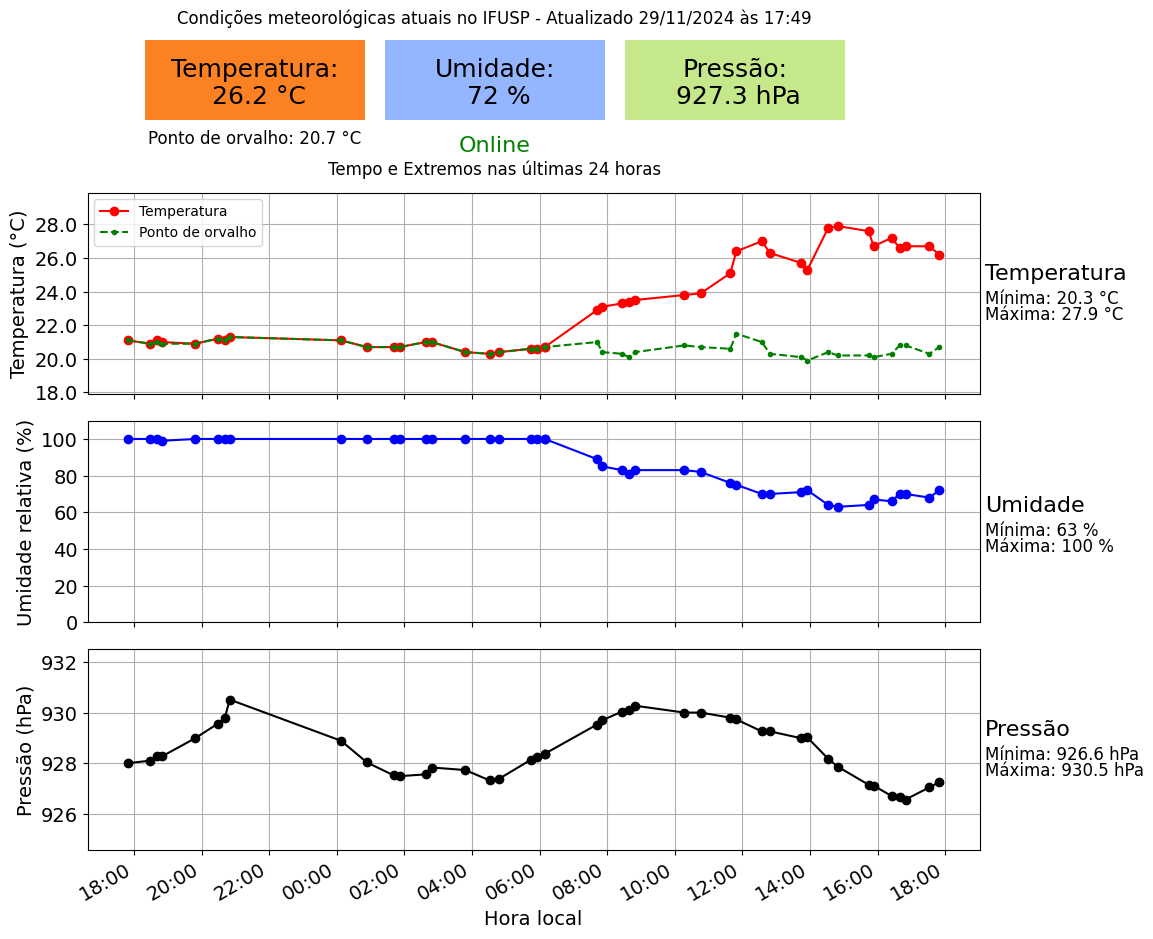 Condições meteorológicas atuais no IFUSP - Atualizado 29/11/2024 às 17:49
Temperatura:
26.2 °C
Umidade:
72 %
Pressão:
927.3 hPa
Ponto de orvalho: 20.7 °C
Online
Tempo e Extremos nas últimas 24 horas
Temperatura (°C)
28.0
26.0
24.0
22.0
20.0
18.0
Temperatura
Ponto de orvalho
Temperatura
Mínima: 20.3 °C
Máxima: 27.9 °C
Umidade relativa (%)
100
80
60
40
20
0
Umidade
Mínima: 63 %
Máxima: 100 %
Pressão (hPa)
932
930
928
926
Pressão
Mínima: 926.6 hPa
Máxima: 930.5 hPa
18:00 20:00 22:00 00:00 02:00 04:00 06:00 08:00 10:00 12:00 14:00 16:00 18:00
Hora local